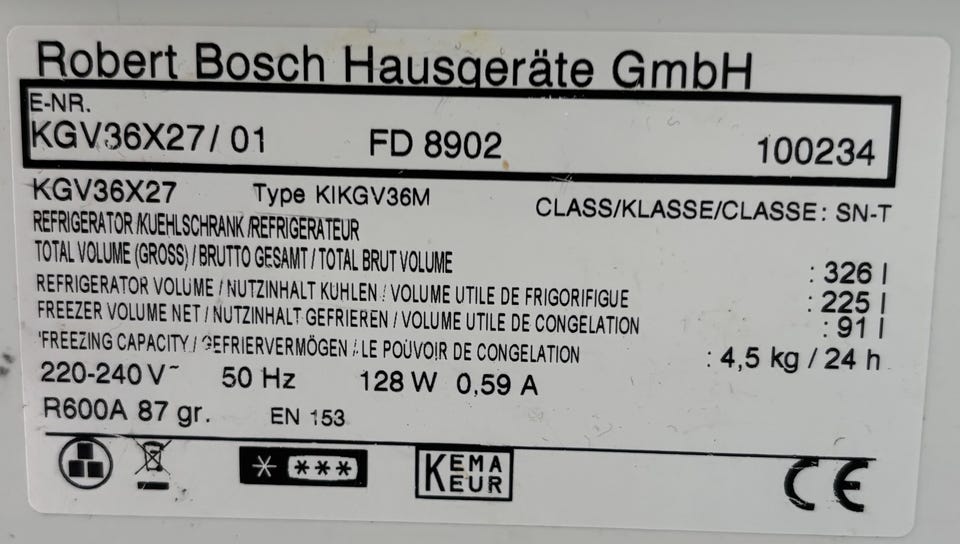 Robert Bosch Hausgeräte GmbH
E-NR.
KGV36X27/ 01 FD 8902 100234
KGV36X27 Type KIKGV36M CLASS/KLASSE/CLASSE: SN-T
REFRIGERATOR /KUEHLSCHRANK /REFRIGERATEUR
TOTAL VOLUME (GROSS) / BRUTTO GESAMT / TOTAL BRUT VOLUME : 326 l
REFRIGERATOR VOLUME / NUTZINHALT KUHLEN / VOLUME UTILE DE FRIGORIFIGUE : 225 l
FREEZER VOLUME NET / NUTZINHALT GEFRIEREN / VOLUME UTILE DE CONGELATION : 91 l
'FREEZING CAPACITY / GEFRIERVERMÖGEN /.LE POUVOIR DE CONGELATION : 4,5 kg / 24 h
220-240 V~ 50 Hz 128 W 0,59 A
R600A 87 gr. EN 153
* ***
KEMA
KEUR
CE